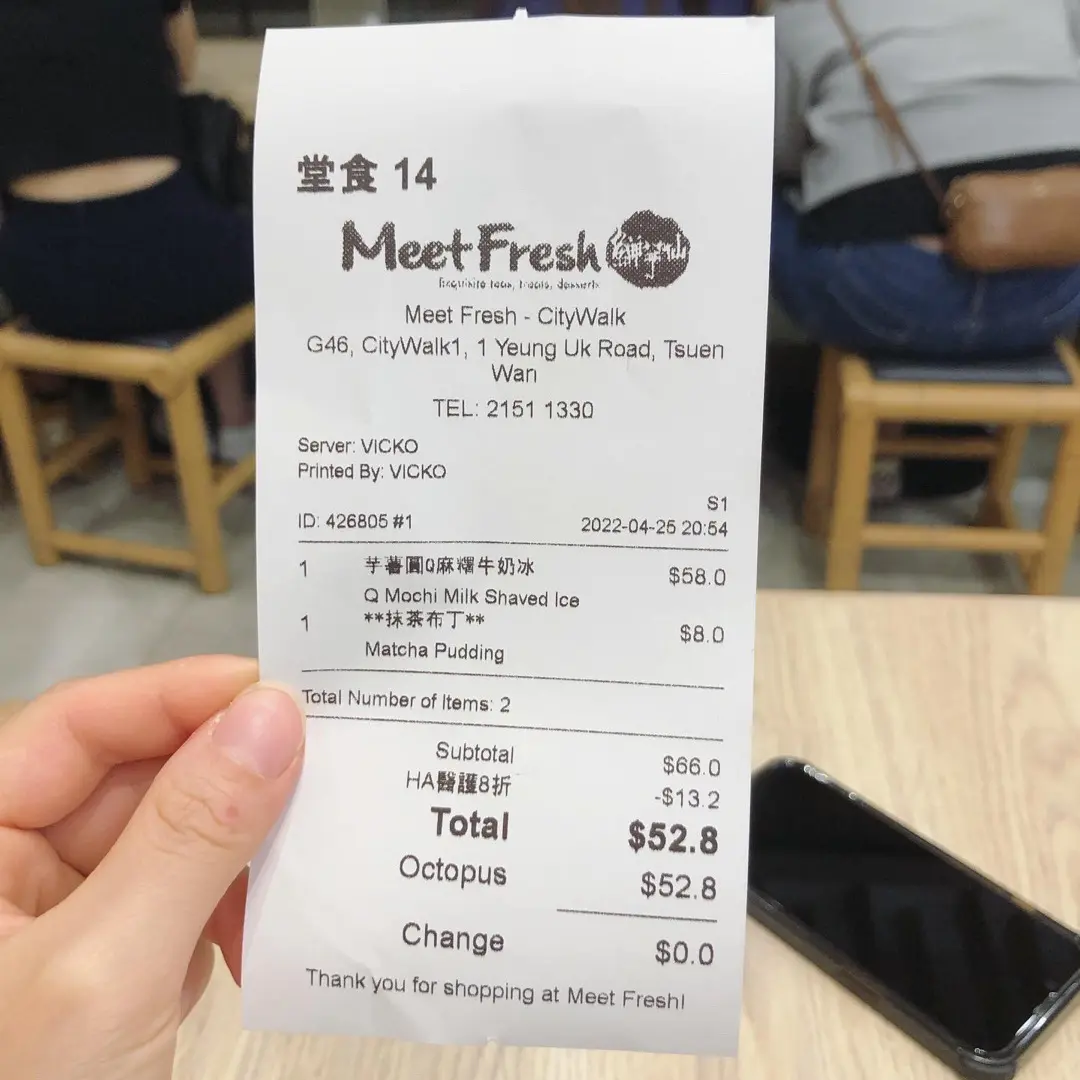 堂食 14
Meet Fresh 鮮芋仙
Meet Fresh - CityWalk
G46, CityWalk1, 1 Yeung Uk Road, Tsuen
Wan
TEL: 2151 1330
Server: VICKO
Printed By: VICKO
S1
ID: 426805 #1 2022-04-25 20:54
1 芋薯圓Q麻糬牛奶冰 $58.0
Q Mochi Milk Shaved Ice
1 **抹茶布丁** $8.0
Matcha Pudding
Total Number of Items: 2
Subtotal $66.0
HA醫護8折 -$13.2
Total $52.8
Octopus $52.8
Change $0.0
Thank you for shopping at Meet Fresh!